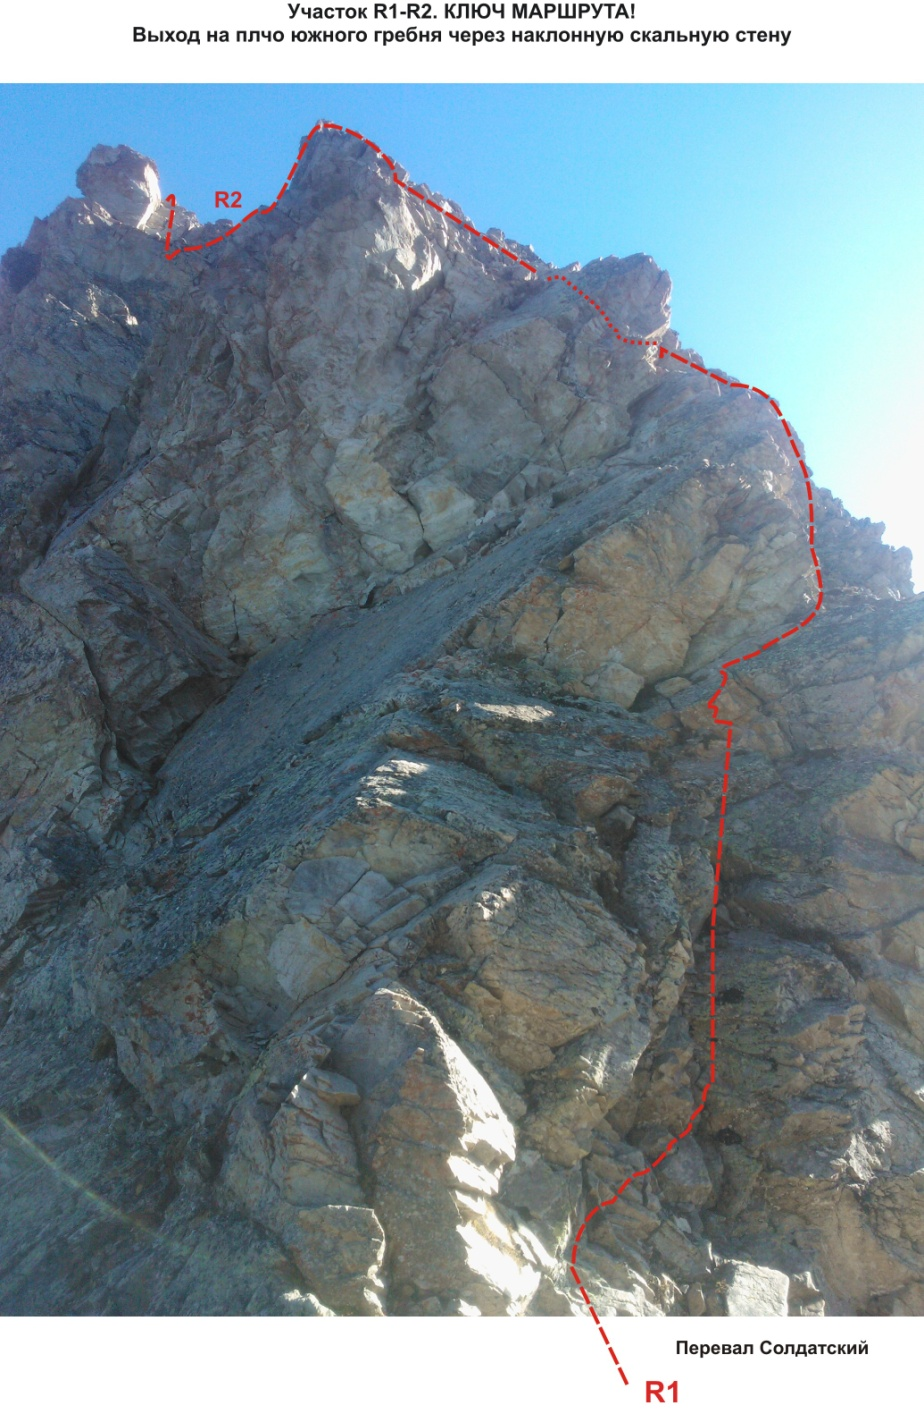 Участок R1-R2. КЛЮЧ МАРШРУТА!
Выход на плчо южного гребня через наклонную скальную стену
R2
Перевал Солдатский
R1